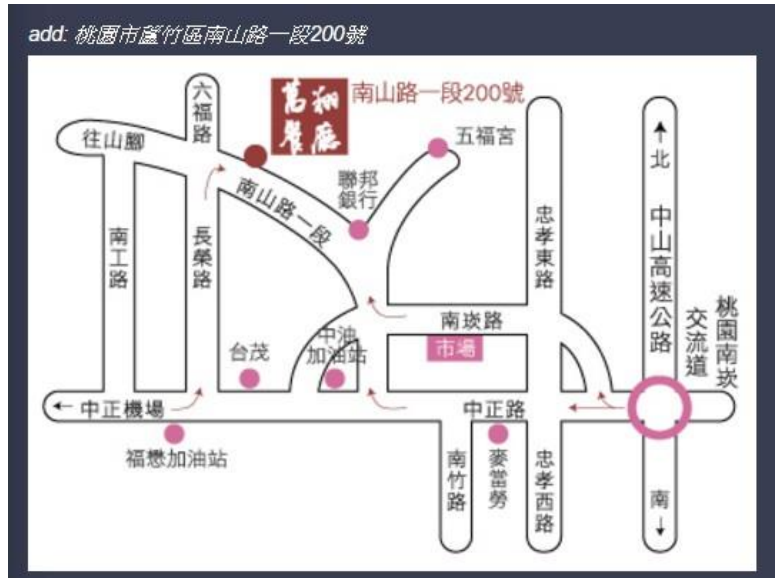 add: 桃園市蘆竹區南山路一段200號
萬翔
餐廳
南山路一段200號
六福路
往山腳
五福宮
聯邦
銀行
南山路一段
北
中山高速公路
忠孝東路
南工路
長榮路
南崁路
市場
桃園南崁
交流道
台茂
中油
加油站
中正機場
中正路
福懋加油站
南竹路
麥當勞
忠孝西路
南